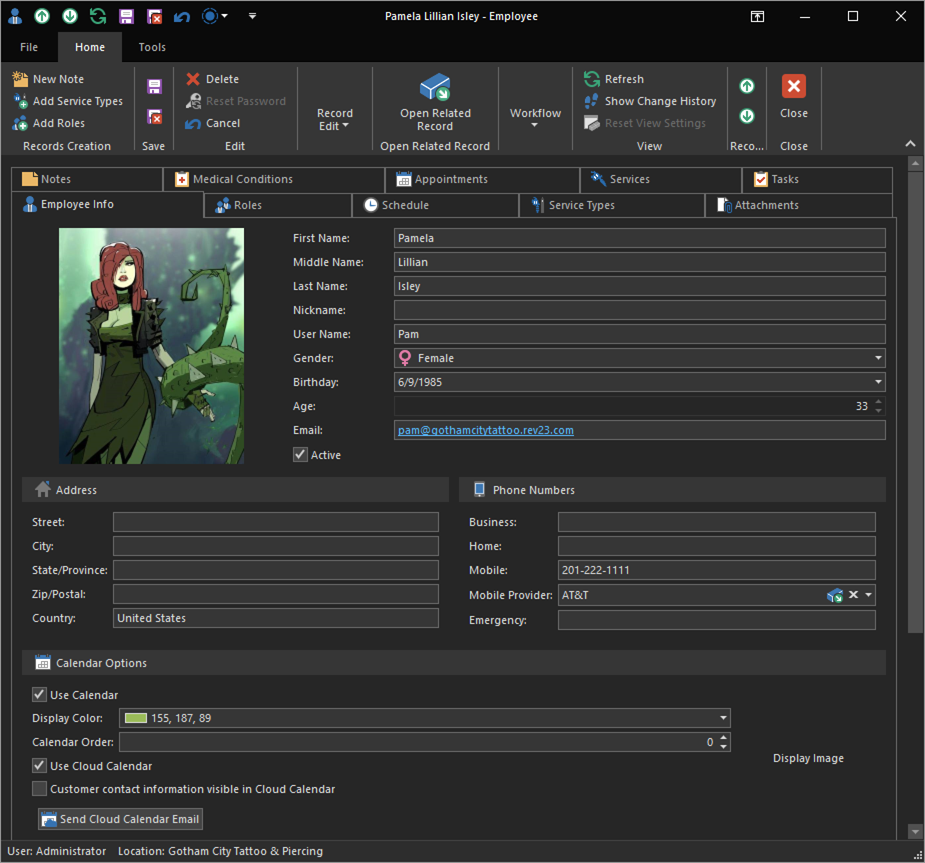 Pamela Lillian Isley - Employee
File Home Tools
New Note
Add Service Types
Add Roles
Records Creation
Save
Delete
Reset Password
Cancel
Edit
Record
Edit
Open Related
Record
Open Related Record
Workflow
Refresh
Show Change History
Reset View Settings
View
Reco...
Close
Close
Notes Medical Conditions Appointments Services Tasks
Employee Info Roles Schedule Service Types Attachments
First Name: Pamela
Middle Name: Lillian
Last Name: Isley
Nickname:
User Name: Pam
Gender: Female
Birthday: 6/9/1985
Age: 33
Email: pam@gothamcitytattoo.rev23.com
Active
Address
Street:
City:
State/Province:
Zip/Postal:
Country: United States
Phone Numbers
Business:
Home:
Mobile: 201-222-1111
Mobile Provider: AT&T
Emergency:
Calendar Options
Use Calendar
Display Color: 155, 187, 89
Calendar Order: 0
Use Cloud Calendar
Customer contact information visible in Cloud Calendar
Send Cloud Calendar Email
Display Image
User: Administrator Location: Gotham City Tattoo & Piercing